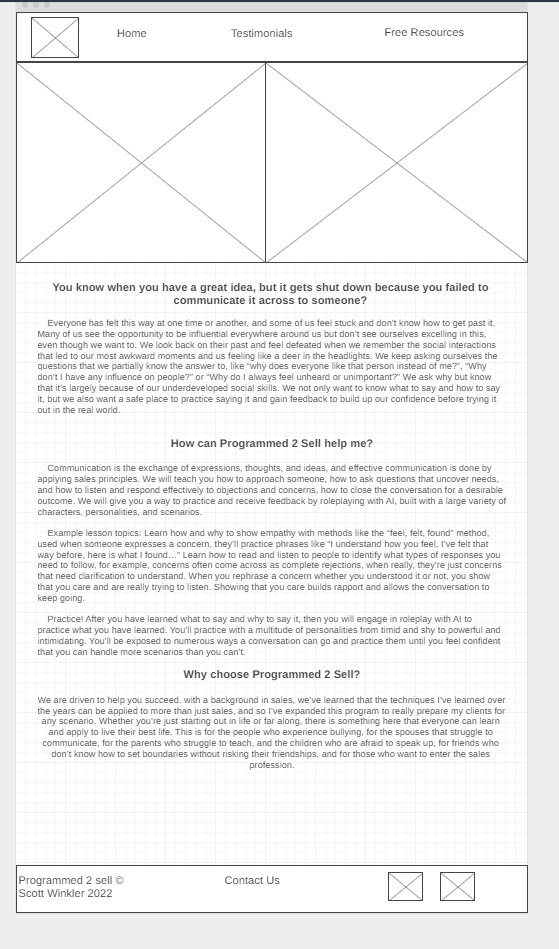 Home Testimonials Free Resources
You know when you have a great idea, but it gets shut down because you failed to
communicate it across to someone?
Everyone has felt this way at one time or another, and some of us feel stuck and don't know how to get past it.
Many of us see the opportunity to be influential everywhere around us but don't see ourselves excelling in this,
even though we want to. We look back on their past and feel defeated when we remember the social interactions
that led to our most awkward moments and us feeling like a deer in the headlights. We keep asking ourselves the
questions that we partially know the answer to, like "why does everyone like that person instead of me?", "Why
don't I have any influence on people?" or "Why do I always feel unheard or unimportant?" We ask why but know
that it's largely because of our underdeveloped social skills. We not only want to know what to say and how to say
it, but we also want a safe place to practice saying it and gain feedback to build up our confidence before trying it
out in the real world.
How can Programmed 2 Sell help me?
Communication is the exchange of expressions, thoughts, and ideas, and effective communication is done by
applying sales principles. We will teach you how to approach someone, how to ask questions that uncover needs,
and how to listen and respond effectively to objections and concerns, how to close the conversation for a desirable
outcome. We will give you a way to practice and receive feedback by roleplaying with AI, built with a large variety of
characters, personalities, and scenarios.
Example lesson topics: Learn how and why to show empathy with methods like the "feel, felt, found" method,
used when someone expresses a concern, they'll practice phrases like "I understand how you feel, I've felt that
way before, here is what I found…" Learn how to read and listen to people to identify what types of responses you
need to follow, for example, concerns often come across as complete rejections, when really, they're just concerns
that need clarification to understand. When you rephrase a concern whether you understood it or not, you show
that you care and are really trying to listen. Showing that you care builds rapport and allows the conversation to
keep going.
Practice! After you have learned what to say and why to say it, then you will engage in roleplay with AI to
practice what you have learned. You'll practice with a multitude of personalities from timid and shy to powerful and
intimidating. You'll be exposed to numerous ways a conversation can go and practice them until you feel confident
that you can handle more scenarios than you can't.
Why choose Programmed 2 Sell?
We are driven to help you succeed. with a background in sales, we've learned that the techniques I've learned over
the years can be applied to more than just sales, and so I've expanded this program to really prepare my clients for
any scenario. Whether you're just starting out in life or far along, there is something here that everyone can learn
and apply to live their best life. This is for the people who experience bullying, for the spouses that struggle to
communicate, for the parents who struggle to teach, and the children who are afraid to speak up, for friends who
don't know how to set boundaries without risking their friendships, and for those who want to enter the sales
profession.
Programmed 2 sell © Contact Us
Scott Winkler 2022